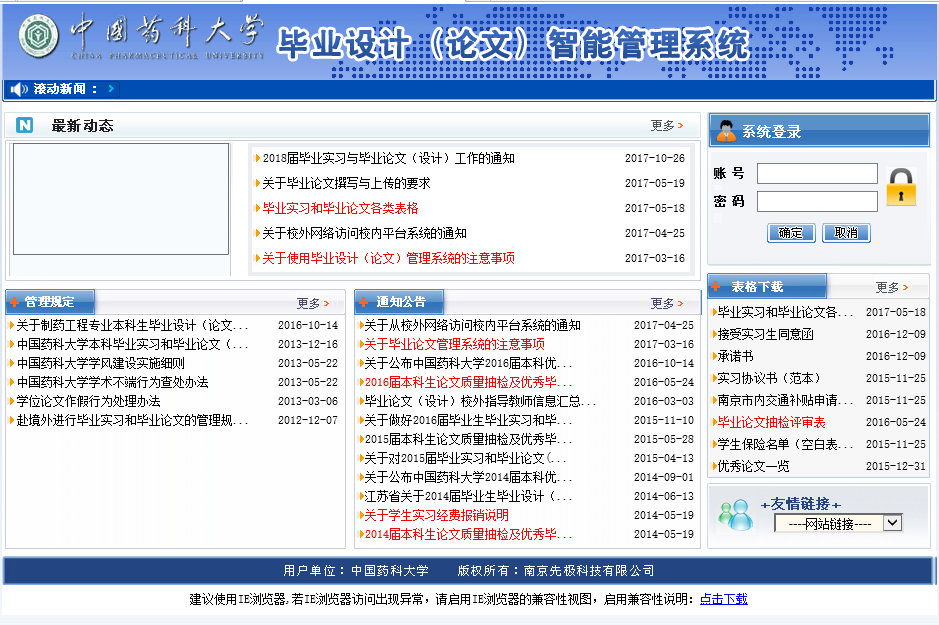 中国药科大学
CHINA PHARMACEUTICAL UNIVERSITY
毕业设计（论文）智能管理系统
滚动新闻：
N 最新动态 更多
2018届毕业实习与毕业论文（设计）工作的通知 2017-10-26
关于毕业论文撰写与上传的要求 2017-05-19
毕业实习和毕业论文各类表格 2017-05-18
关于校外网络访问校内平台系统的通知 2017-04-25
关于使用毕业设计（论文）管理系统的注意事项 2017-03-16
系统登录
账 号
密 码
确定 取消
管理规定 更多
关于制药工程专业本科生毕业设计（论文... 2016-10-14
中国药科大学本科毕业实习和毕业论文（... 2013-12-16
中国药科大学学风建设实施细则 2013-05-22
中国药科大学学术不端行为查处办法 2013-05-22
学位论文作假行为处理办法 2013-03-06
赴境外进行毕业实习和毕业论文的管理规... 2012-12-07
通知公告 更多
关于从校外网络访问校内平台系统的通知 2017-04-25
关于毕业论文管理系统的注意事项 2017-03-16
关于公布中国药科大学2016届本科优... 2016-10-14
2016届本科生论文质量抽检及优秀毕... 2016-05-24
毕业论文（设计）校外指导教师信息汇总... 2016-03-03
关于做好2016届毕业生毕业实习和毕... 2015-11-10
2015届本科生论文质量抽检及优秀毕... 2015-05-28
关于对2015届毕业实习和毕业论文(... 2015-04-13
关于公布中国药科大学2014届本科优... 2014-09-01
江苏省关于2014届毕业生毕业设计（... 2014-06-13
关于学生实习经费报销说明 2014-05-19
2014届本科生论文质量抽检及优秀毕... 2014-05-19
表格下载 更多
毕业实习和毕业论文各... 2017-05-18
接受实习生同意函 2016-12-09
承诺书 2016-12-09
实习协议书（范本） 2015-11-25
南京市内交通补贴申请... 2015-11-25
毕业论文抽检评审表 2016-05-24
学生保险名单（空白表... 2015-11-25
优秀论文一览 2015-12-31
+友情链接+
----网站链接----
用户单位：中国药科大学 版权所有：南京先极科技有限公司
建议使用IE浏览器,若IE浏览器访问出现异常，请启用IE浏览器的兼容性视图，启用兼容性说明：点击下载